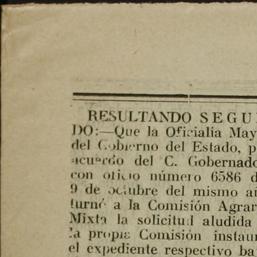 RESULTANDO SEGU
DO:—Que la Oficialía May
del Gobierno del Estado, p
acuerdo del C. Gobernado
con oficio número 6586 d
9 de octubre del mismo a
turnó a la Comisión Agrar
Mixta la solicitud aludida
la propia Comisión instau
el expediente respectivo ba